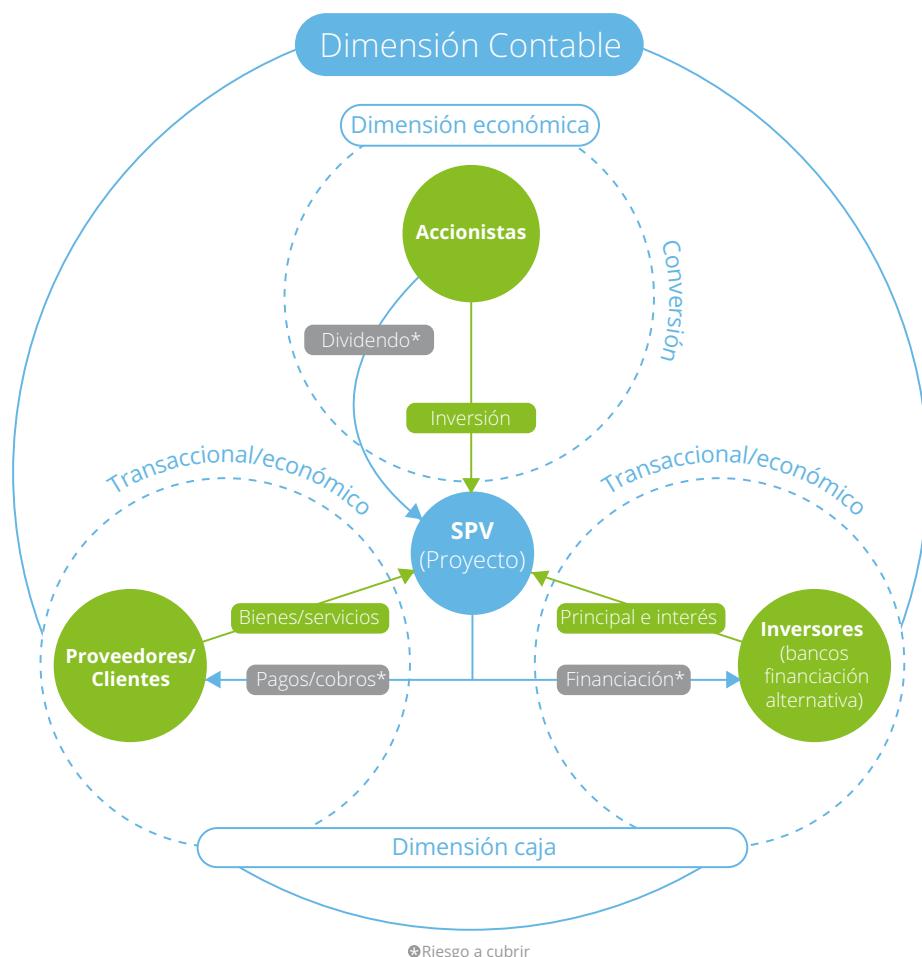 Dimensión Contable
Dimensión económica
Accionistas
Conversión
Dividendo*
Inversión
Transaccional/económico
Transaccional/económico
SPV
(Proyecto)
Bienes/servicios
Principal e interés
Proveedores/
Clientes
Inversores
(bancos
financiación
alternativa)
Pagos/cobros*
Financiación*
Dimensión caja
*Riesgo a cubrir